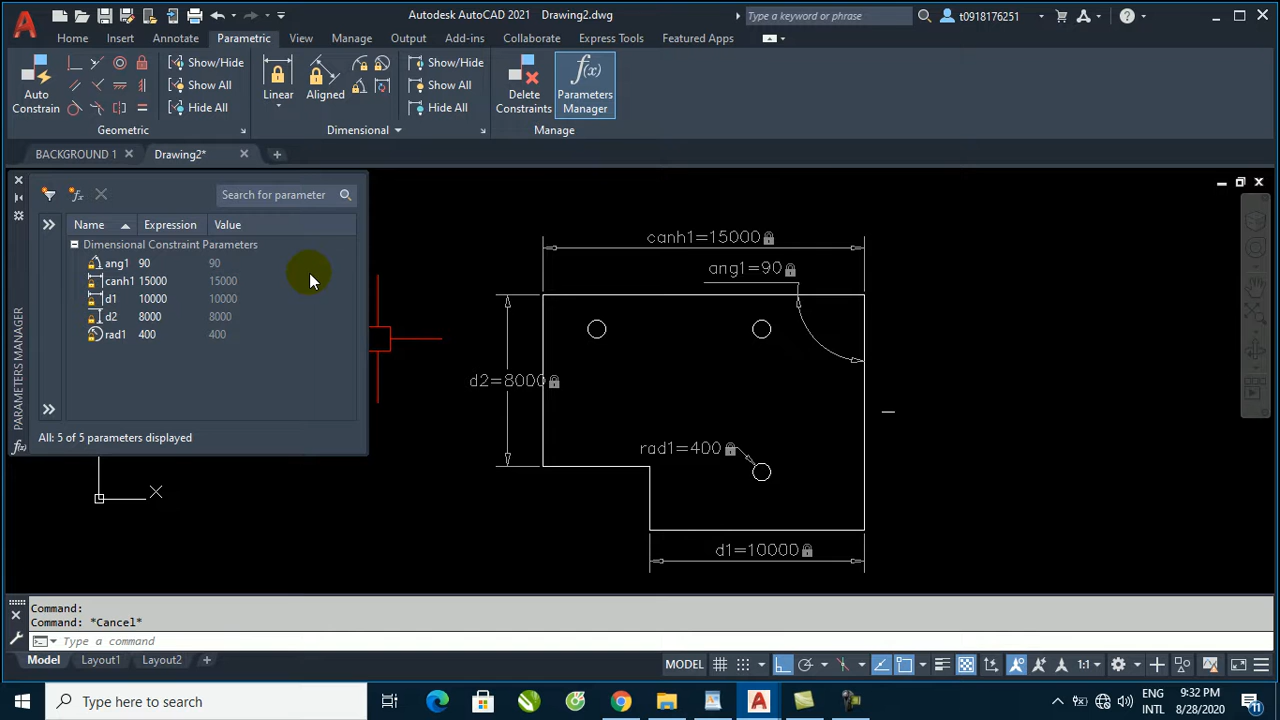 Autodesk AutoCAD 2021 Drawing2.dwg
Type a keyword or phrase
t0918176251
Home Insert Annotate Parametric View Manage Output Add-ins Collaborate Express Tools Featured Apps
Auto Constrain
Show/Hide
Show All
Hide All
Linear
Aligned
Show/Hide
Show All
Hide All
Delete Constraints
Parameters Manager
Geometric
Dimensional
Manage
BACKGROUND 1
Drawing2*
Search for parameter
Name Expression Value
Dimensional Constraint Parameters
ang1 90 90
canh1 15000 15000
d1 10000 10000
d2 8000 8000
rad1 400 400
PARAMETERS MANAGER
All: 5 of 5 parameters displayed
X
canh1=15000
ang1=90
d2=8000
rad1=400
d1=10000
Command:
Command: *Cancel*
Type a command
Model Layout1 Layout2
MODEL
1:1
Type here to search
ENG
INTL
9:32 PM
8/28/2020
11